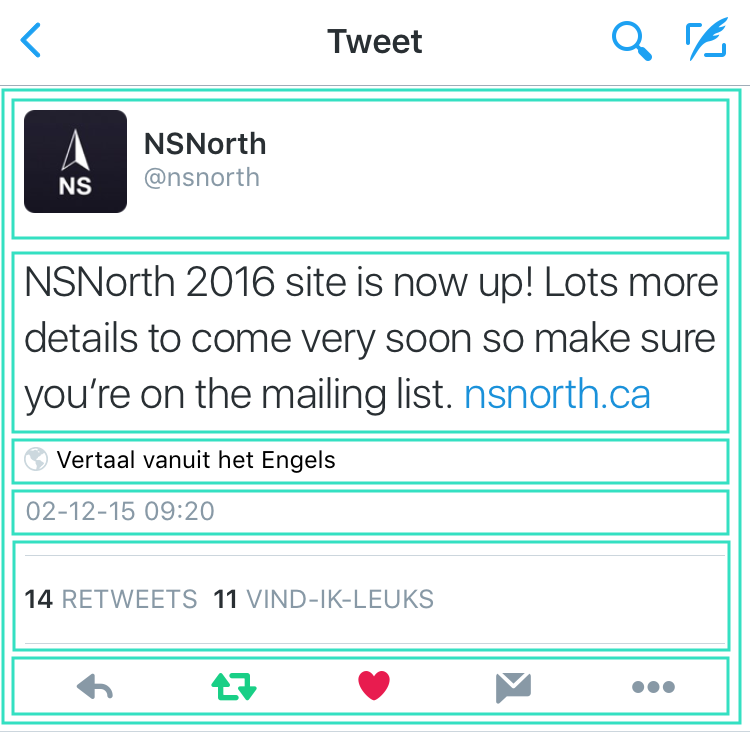 Tweet
NS
NSNorth
@nsnorth
NSNorth 2016 site is now up! Lots more
details to come very soon so make sure
you’re on the mailing list. nsnorth.ca
Vertaal vanuit het Engels
02-12-15 09:20
14 RETWEETS 11 VIND-IK-LEUKS